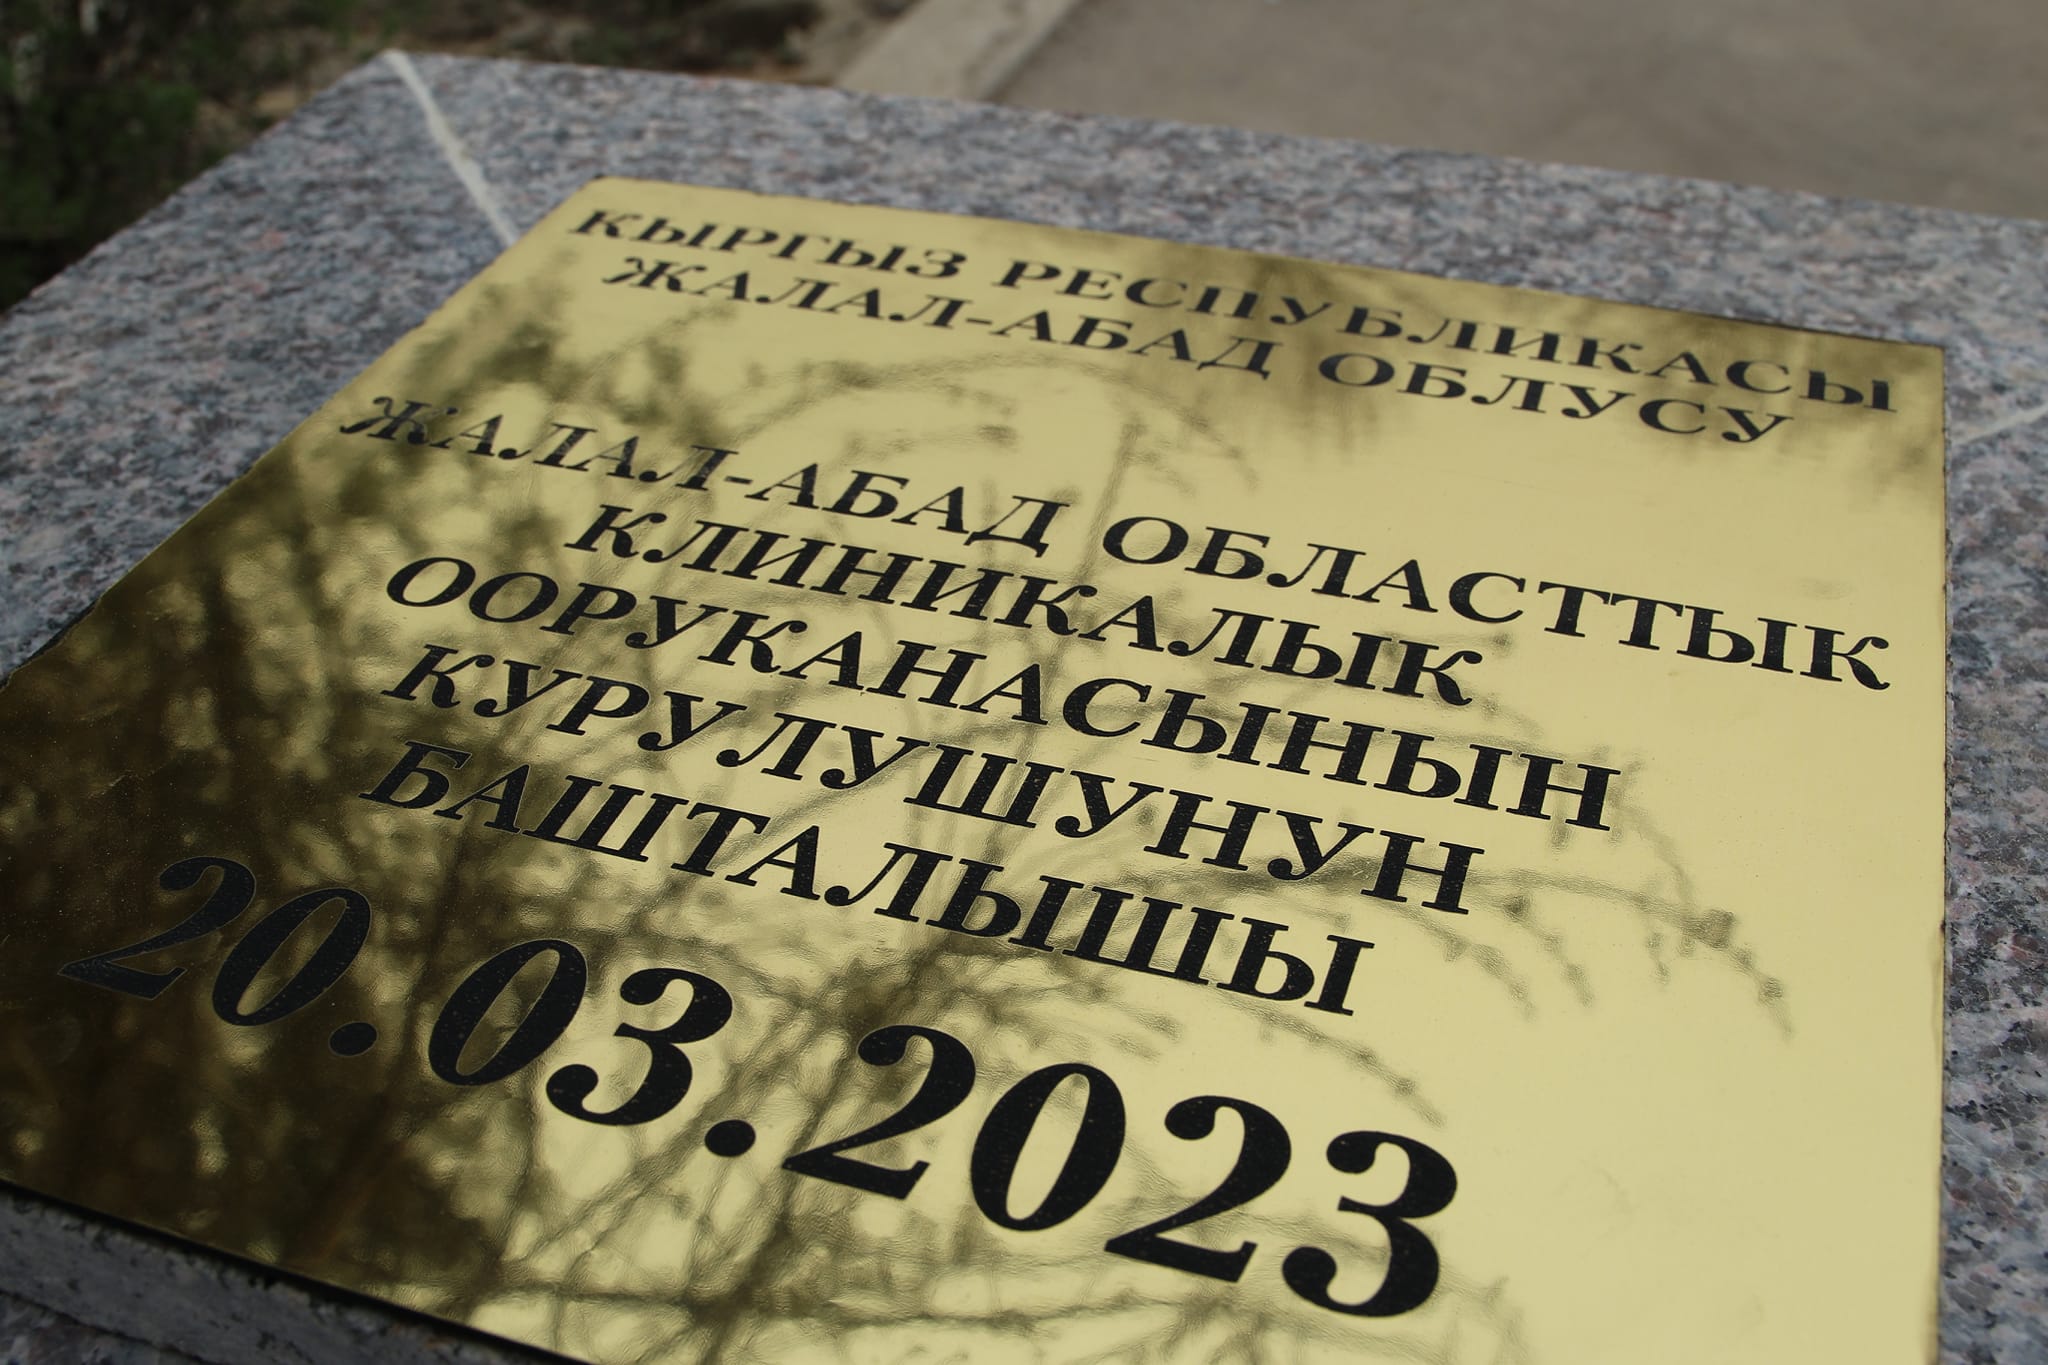 КЫРГЫЗ РЕСПУБЛИКАСЫ
ЖАЛАЛ-АБАД ОБЛУСУ
ЖАЛАЛ-АБАД ОБЛАСТТЫК
КЛИНИКАЛЫК
ООРУКАНАСЫНЫН
КУРУЛУШУНУН
БАШТАЛЫШЫ
20.03.2023